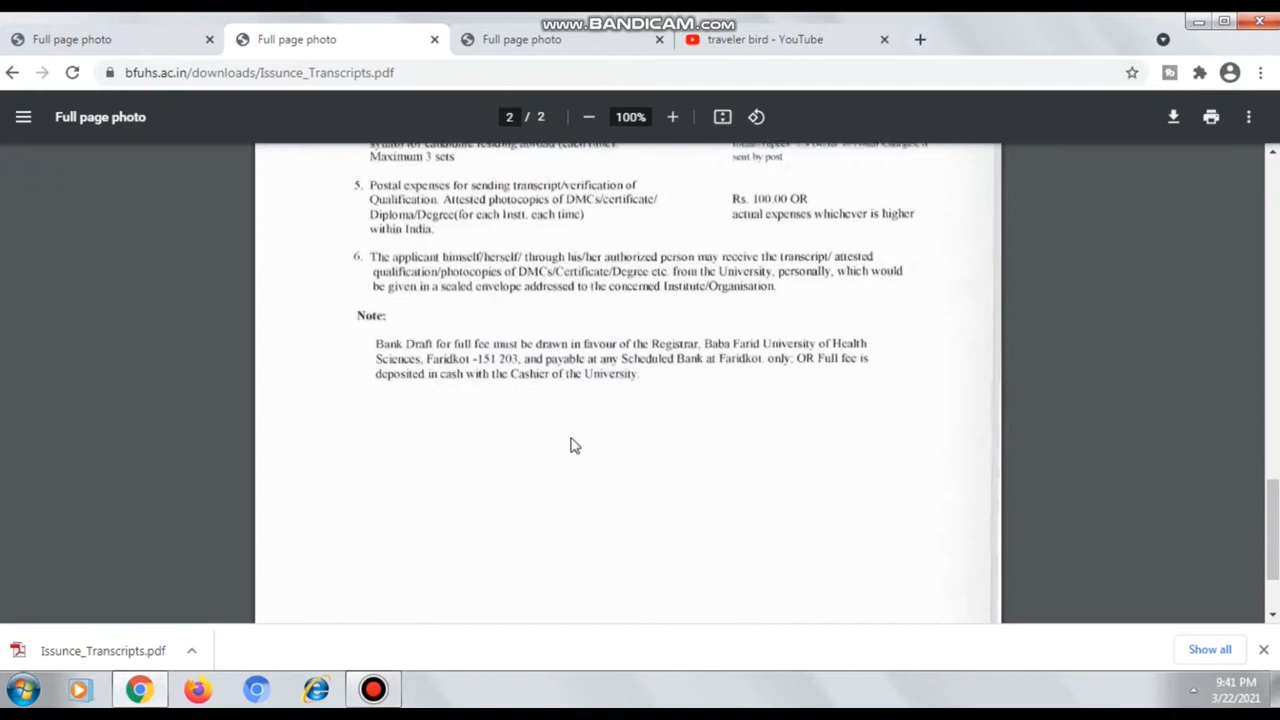 www.BANDICAM.com
Full page photo
Full page photo
Full page photo
traveler bird - YouTube
bfuhs.ac.in/downloads/Issunce_Transcripts.pdf
Full page photo
2 / 2
100%
Maximum 3 sets
sent by post
5. Postal expenses for sending transcript/verification of
Qualification. Attested photocopies of DMCs/certificate/ Rs. 100.00 OR
Diploma/Degree(for each Instt. each time) actual expenses whichever is higher
within India.
6. The applicant himself/herself/ through his/her authorized person may receive the transcript/ attested
qualification/photocopies of DMCs/Certificate/Degree etc. from the University, personally, which would
be given in a sealed envelope addressed to the concerned Institute/Organisation.
Note:
Bank Draft for full fee must be drawn in favour of the Registrar, Baba Farid University of Health
Sciences, Faridkot -151 203, and payable at any Scheduled Bank at Faridkot. only; OR Full fee is
deposited in cash with the Cashier of the University.
Issunce_Transcripts.pdf
Show all
9:41 PM
3/22/2021